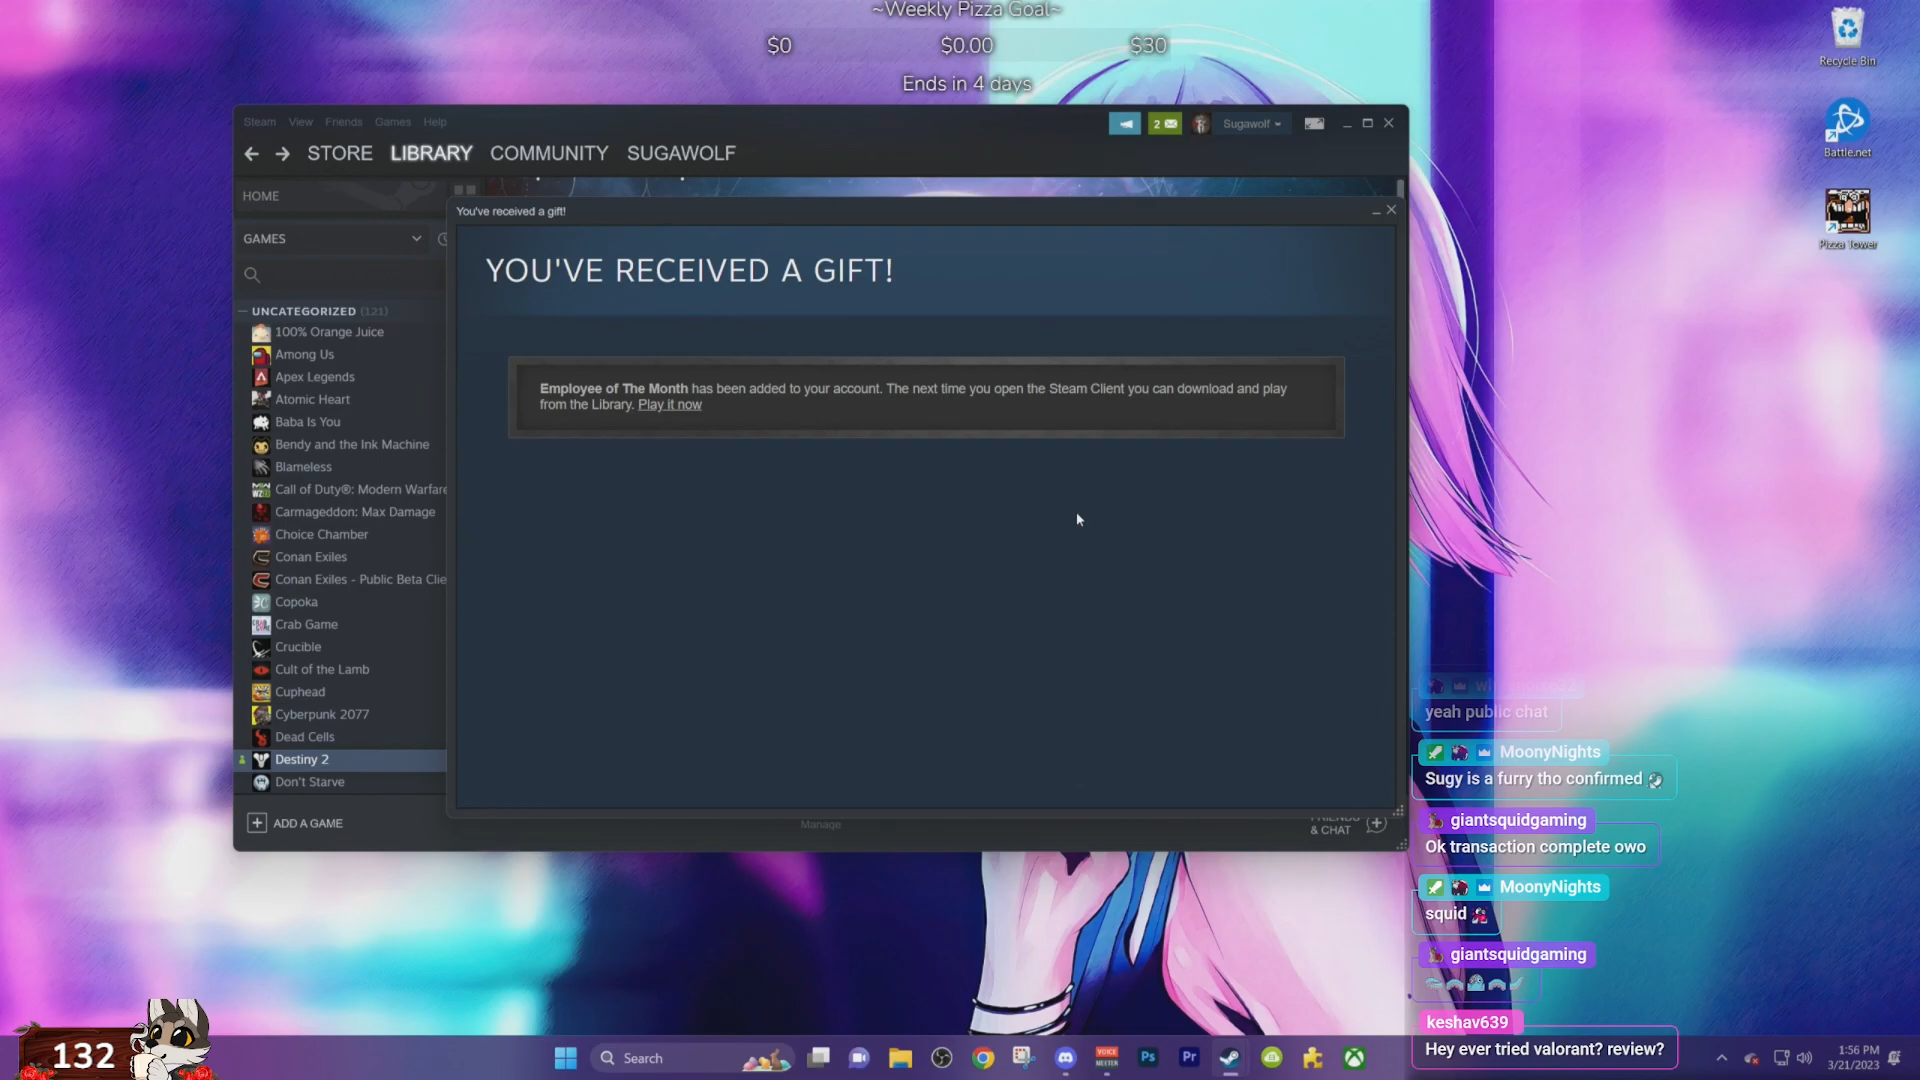 ~Weekly Pizza Goal~
$0 $0.00 $30
Ends in 4 days
Recycle Bin
Battle.net
Pizza Tower
Steam View Friends Games Help
2 Sugawolf
STORE LIBRARY COMMUNITY SUGAWOLF
HOME
You've received a gift!
GAMES
YOU'VE RECEIVED A GIFT!
UNCATEGORIZED (121)
100% Orange Juice
Among Us
Apex Legends
Atomic Heart
Baba Is You
Bendy and the Ink Machine
Blameless
Call of Duty®: Modern Warfare
Carmageddon: Max Damage
Choice Chamber
Conan Exiles
Conan Exiles - Public Beta Clie
Copoka
Crab Game
Crucible
Cult of the Lamb
Cuphead
Cyberpunk 2077
Dead Cells
Destiny 2
Don't Starve
Employee of The Month has been added to your account. The next time you open the Steam Client you can download and play
from the Library. Play it now
ADD A GAME
Manage
FRIENDS
& CHAT
yeah public chat
MoonyNights
Sugy is a furry tho confirmed
giantsquidgaming
Ok transaction complete owo
MoonyNights
squid
giantsquidgaming
keshav639
Hey ever tried valorant? review?
132
Search
VOICE
MEETER
Ps
Pr
1:56 PM
3/21/2023